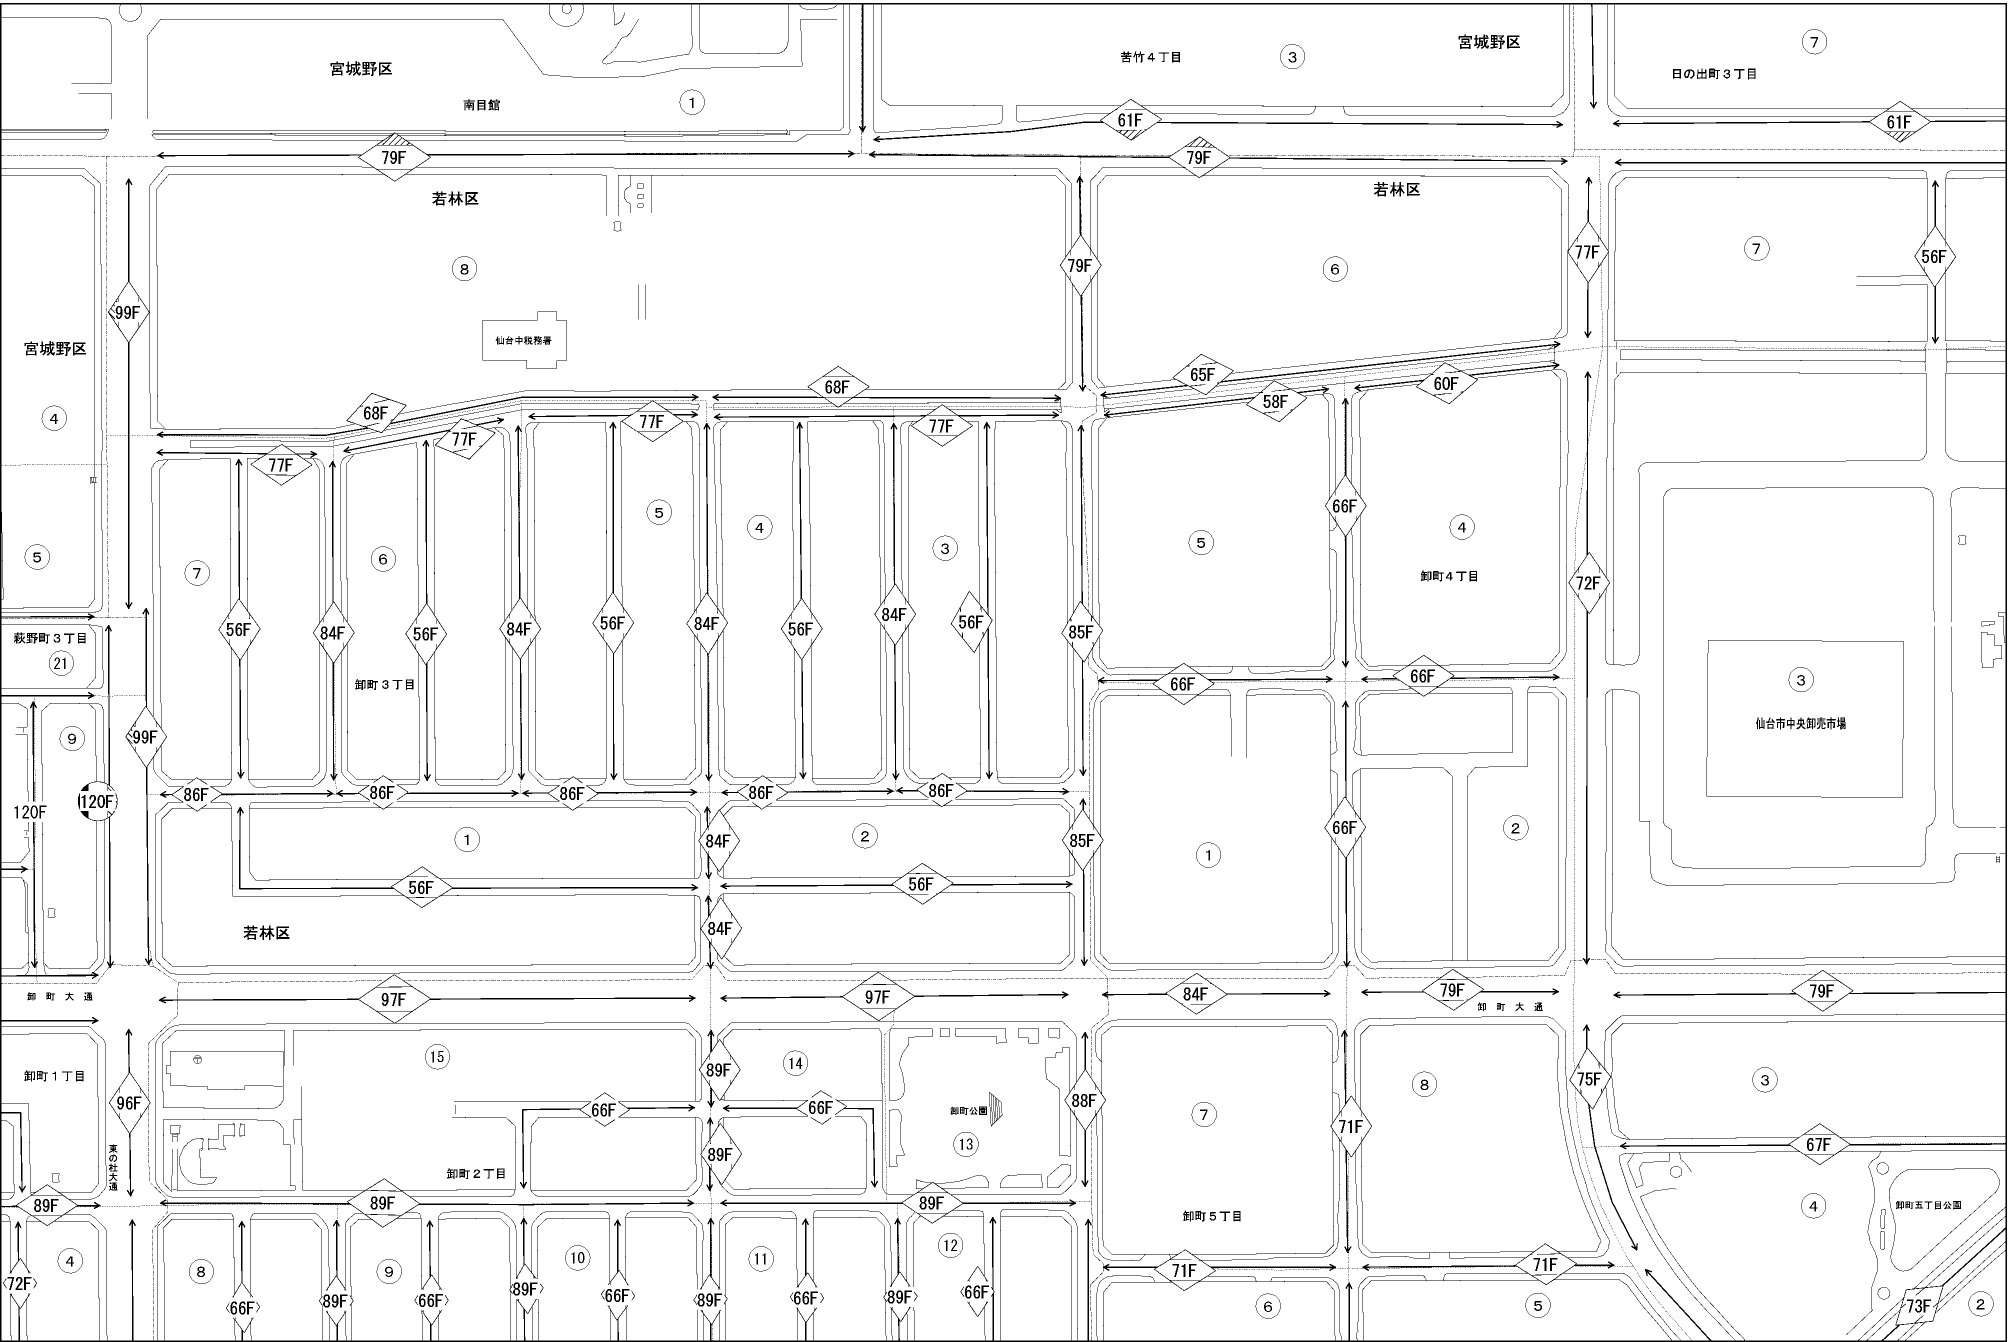 宮城野区
南目館
①
苦竹4丁目
③
宮城野区
⑦
日の出町3丁目
61F
61F
79F
79F
若林区
若林区
⑧
79F
⑥
77F
⑦
56F
99F
仙台中税務署
宮城野区
④
68F
68F
65F
58F
60F
77F
77F
77F
77F
⑤
④
③
⑤
66F
④
卸町4丁目
⑤
⑦
⑥
72F
56F
84F
56F
84F
56F
84F
56F
84F
56F
85F
萩野町3丁目
㉑
卸町3丁目
66F
66F
③
仙台市中央卸売市場
⑨
99F
86F
86F
86F
86F
86F
120F
120F
①
84F
②
85F
①
66F
②
56F
56F
若林区
84F
卸町大通
97F
97F
84F
79F
卸町大通
79F
卸町1丁目
96F
東の杜大通
⑮
89F
⑭
88F
75F
③
⑧
66F
66F
卸町公園
⑦
71F
⑬
89F
67F
卸町2丁目
89F
89F
89F
卸町5丁目
④
卸町五丁目公園
④
72F
⑧
66F
89F
⑨
66F
89F
⑩
66F
89F
⑪
66F
89F
⑫
66F
71F
71F
⑥
⑤
73F
②